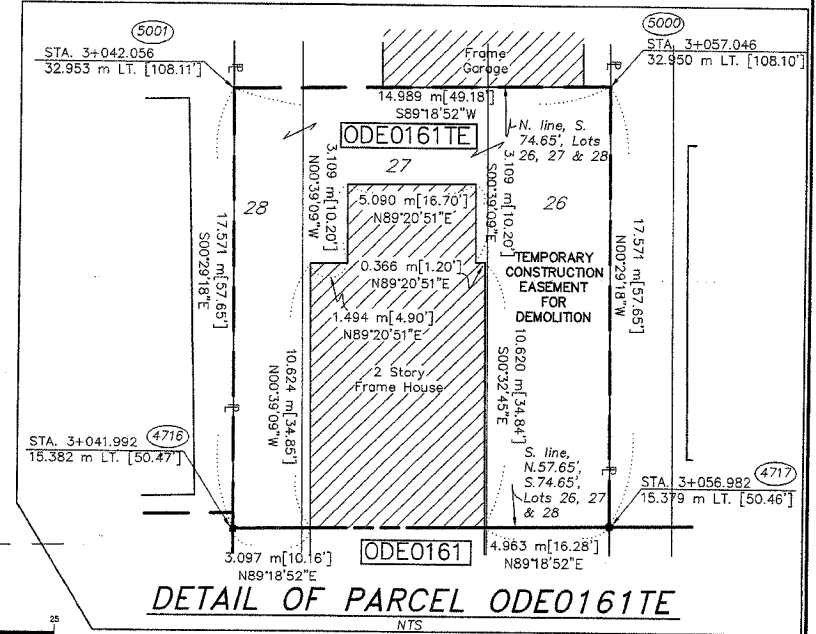 5001
STA. 3+042.056
32.953 m LT. [108.11']
5000
STA. 3+057.046
32.950 m LT. [108.10']
Frame
Garage
14.989 m[49.18']
S89°18'52"W
ODE0161TE
N. line, S.
74.65', Lots
26, 27 & 28
27
28
26
3.109 m[10.20']
N00°39'09"W
3.109 m[10.20']
S00°39'09"E
5.090 m[16.70']
N89°20'51"E
17.571 m[57.65']
S00°29'18"E
17.571 m[57.65']
N00°29'18"W
0.366 m[1.20']
N89°20'51"E
TEMPORARY
CONSTRUCTION
EASEMENT
FOR
DEMOLITION
1.494 m[4.90']
N89°20'51"E
2 Story
Frame House
10.624 m[34.85']
N00°39'09"W
10.620 m[34.84']
S00°32'45"E
S. line,
N.57.65',
S.74.65',
Lots 26, 27
& 28
4716
STA. 3+041.992
15.382 m LT. [50.47']
4717
STA. 3+056.982
15.379 m LT. [50.46']
ODE0161
3.097 m[10.16']
N89°18'52"E
4.963 m[16.28']
N89°18'52"E
DETAIL OF PARCEL ODE0161TE
NTS
25